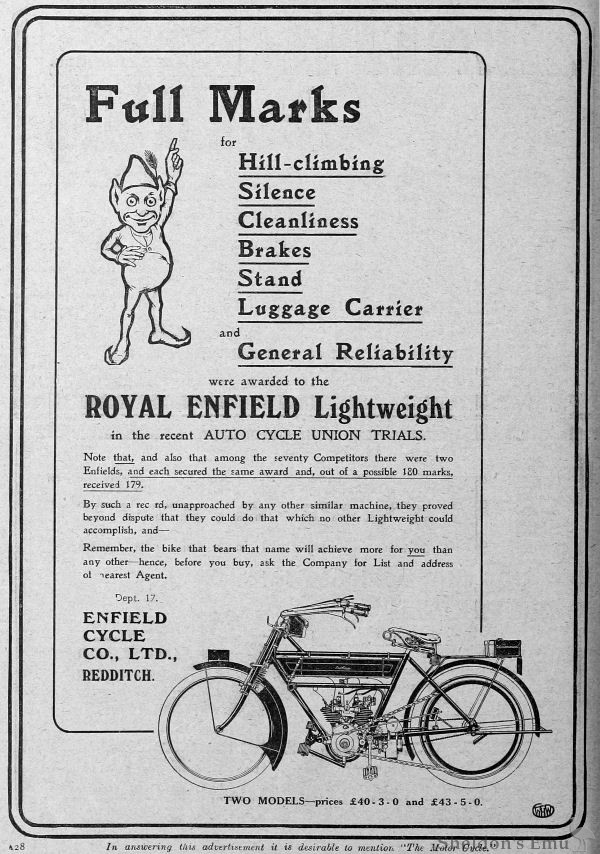 Full Marks
for
Hill-climbing
Silence
Cleanliness
Brakes
Stand
Luggage Carrier
and
General Reliability
were awarded to the
ROYAL ENFIELD Lightweight
in the recent AUTO CYCLE UNION TRIALS.
Note that, and also that among the seventy Competitors there were two
Enfields, and each secured the same award and, out of a possible 180 marks,
received 179.
By such a rec rd, unapproached by any other similar machine, they proved
beyond dispute that they could do that which no other Lightweight could
accomplish, and—
Remember, the bike that bears that name will achieve more for you than
any other—hence, before you buy, ask the Company for List and address
of nearest Agent.
Dept. 17.
ENFIELD
CYCLE
CO., LTD.,
REDDITCH.
TWO MODELS—prices £40-3-0 and £43-5-0.
A28
In answering this advertisement it is desirable to mention "The Motor Cycle."
Sheldon's Emu